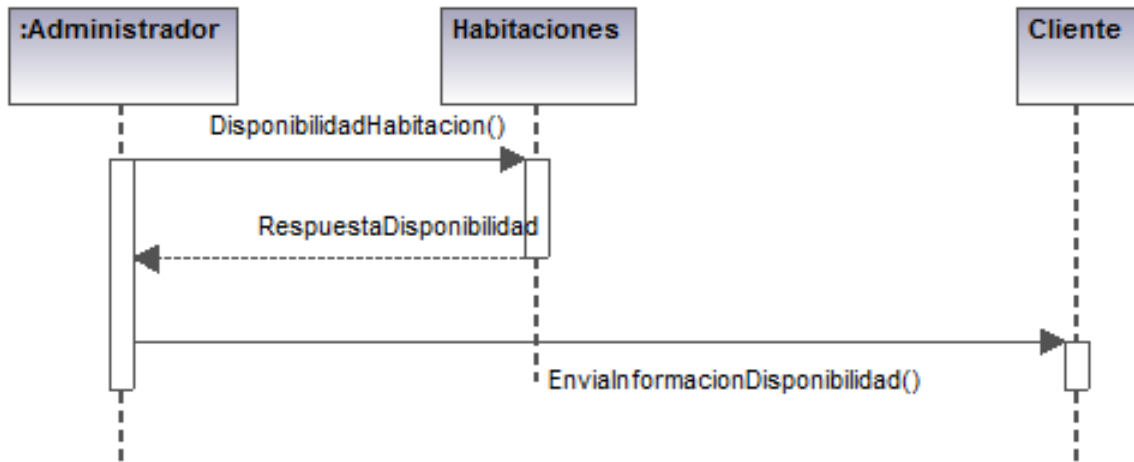 :Administrador
Habitaciones
Cliente
DisponibilidadHabitacion()
RespuestaDisponibilidad
EnviaInformacionDisponibilidad()